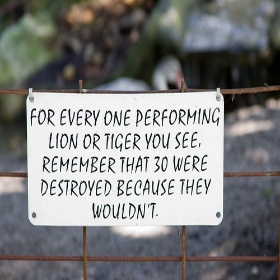 FOR EVERY ONE PERFORMING
LION OR TIGER YOU SEE,
REMEMBER THAT 30 WERE
DESTROYED BECAUSE THEY
WOULDN'T.